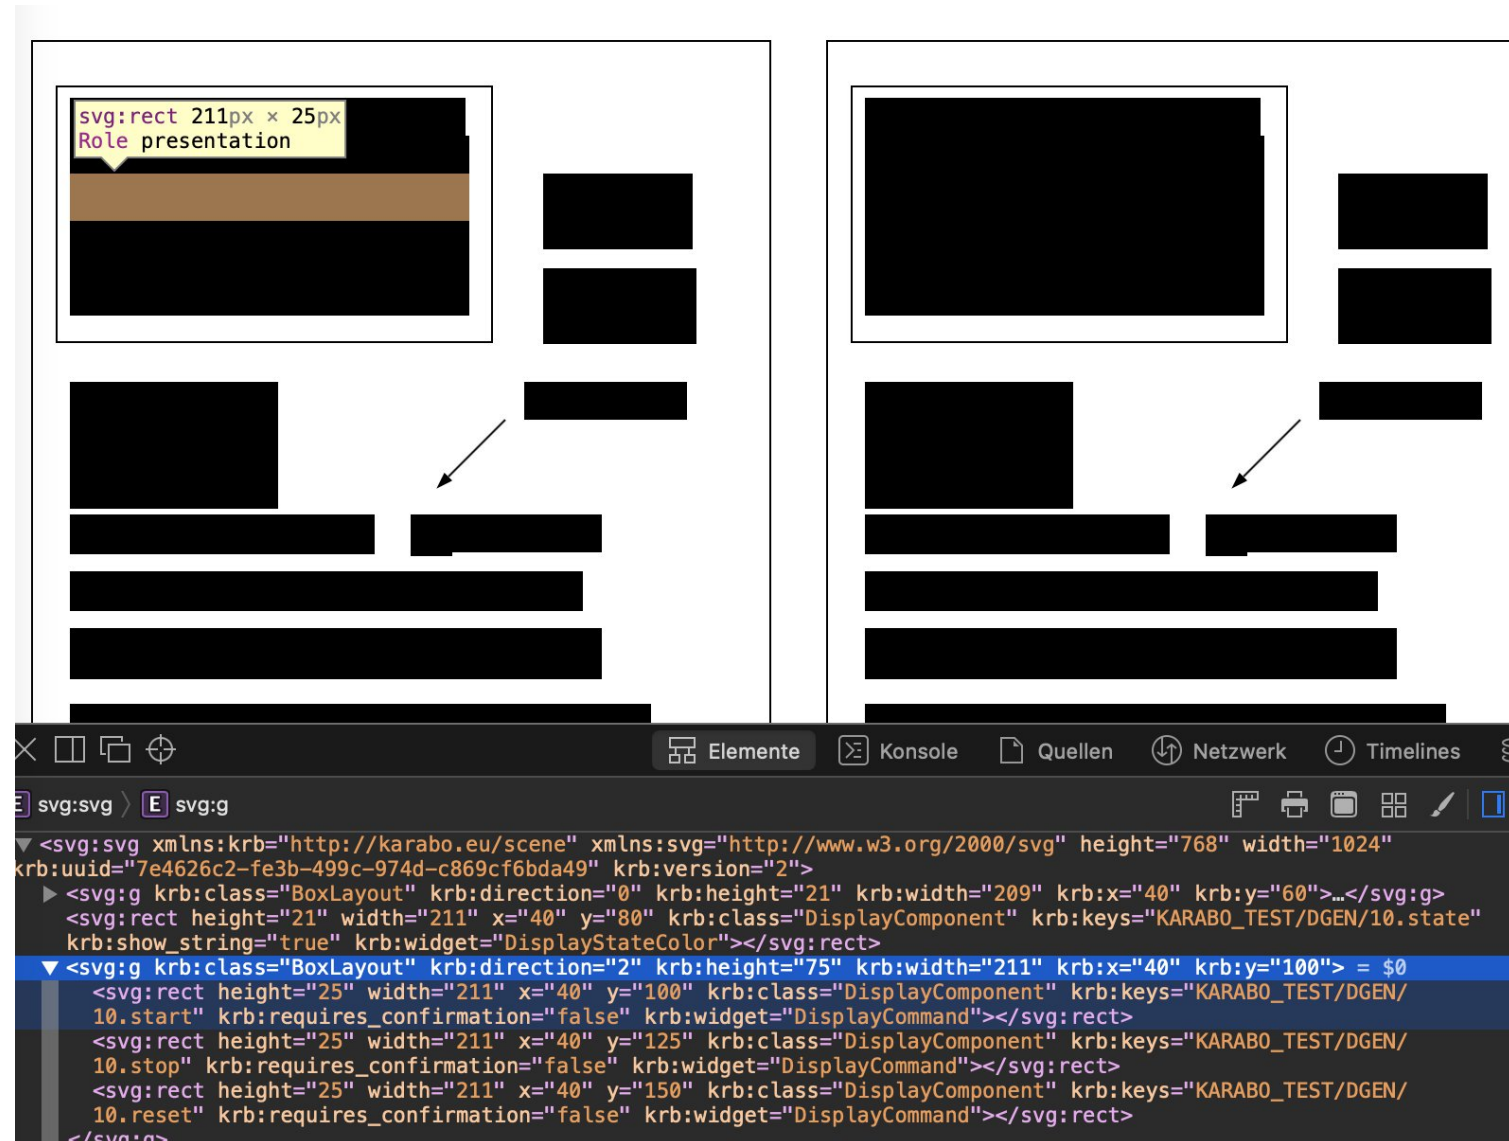 svg:rect 211px × 25px
Role presentation
Elemente Konsole Quellen Netzwerk Timelines
E svg:svg 〉 E svg:g
▼ <svg:svg xmlns:krb="http://karabo.eu/scene" xmlns:svg="http://www.w3.org/2000/svg" height="768" width="1024"
krb:uuid="7e4626c2-fe3b-499c-974d-c869cf6bda49" krb:version="2">
▶ <svg:g krb:class="BoxLayout" krb:direction="0" krb:height="21" krb:width="209" krb:x="40" krb:y="60">…</svg:g>
<svg:rect height="21" width="211" x="40" y="80" krb:class="DisplayComponent" krb:keys="KARABO_TEST/DGEN/10.state"
krb:show_string="true" krb:widget="DisplayStateColor"></svg:rect>
▼ <svg:g krb:class="BoxLayout" krb:direction="2" krb:height="75" krb:width="211" krb:x="40" krb:y="100"> = $0
<svg:rect height="25" width="211" x="40" y="100" krb:class="DisplayComponent" krb:keys="KARABO_TEST/DGEN/
10.start" krb:requires_confirmation="false" krb:widget="DisplayCommand"></svg:rect>
<svg:rect height="25" width="211" x="40" y="125" krb:class="DisplayComponent" krb:keys="KARABO_TEST/DGEN/
10.stop" krb:requires_confirmation="false" krb:widget="DisplayCommand"></svg:rect>
<svg:rect height="25" width="211" x="40" y="150" krb:class="DisplayComponent" krb:keys="KARABO_TEST/DGEN/
10.reset" krb:requires_confirmation="false" krb:widget="DisplayCommand"></svg:rect>
</svg:g>